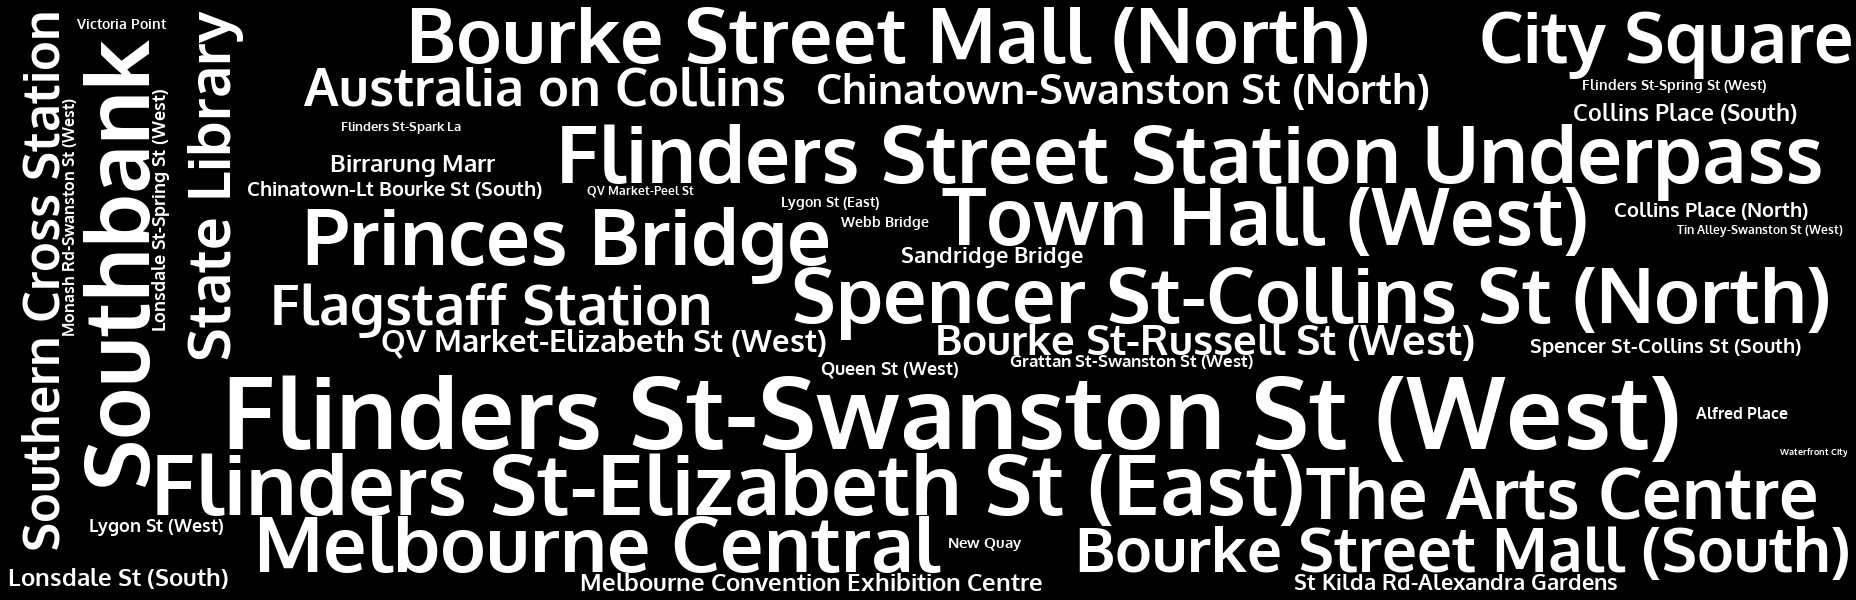 Victoria Point
Southern Cross Station
Monash Rd-Swanston St (West)
Southbank
Lonsdale St-Spring St (West)
State Library
Bourke Street Mall (North)
City Square
Australia on Collins
Chinatown-Swanston St (North)
Flinders St-Spring St (West)
Collins Place (South)
Flinders St-Spark La
Flinders Street Station Underpass
Birrarung Marr
Chinatown-Lt Bourke St (South)
QV Market-Peel St
Lygon St (East)
Town Hall (West)
Collins Place (North)
Webb Bridge
Tin Alley-Swanston St (West)
Princes Bridge
Sandridge Bridge
Flagstaff Station
Spencer St-Collins St (North)
QV Market-Elizabeth St (West)
Bourke St-Russell St (West)
Spencer St-Collins St (South)
Grattan St-Swanston St (West)
Queen St (West)
Flinders St-Swanston St (West)
Alfred Place
Waterfront City
Flinders St-Elizabeth St (East)
The Arts Centre
Lygon St (West)
Melbourne Central
New Quay
Bourke Street Mall (South)
Lonsdale St (South)
Melbourne Convention Exhibition Centre
St Kilda Rd-Alexandra Gardens